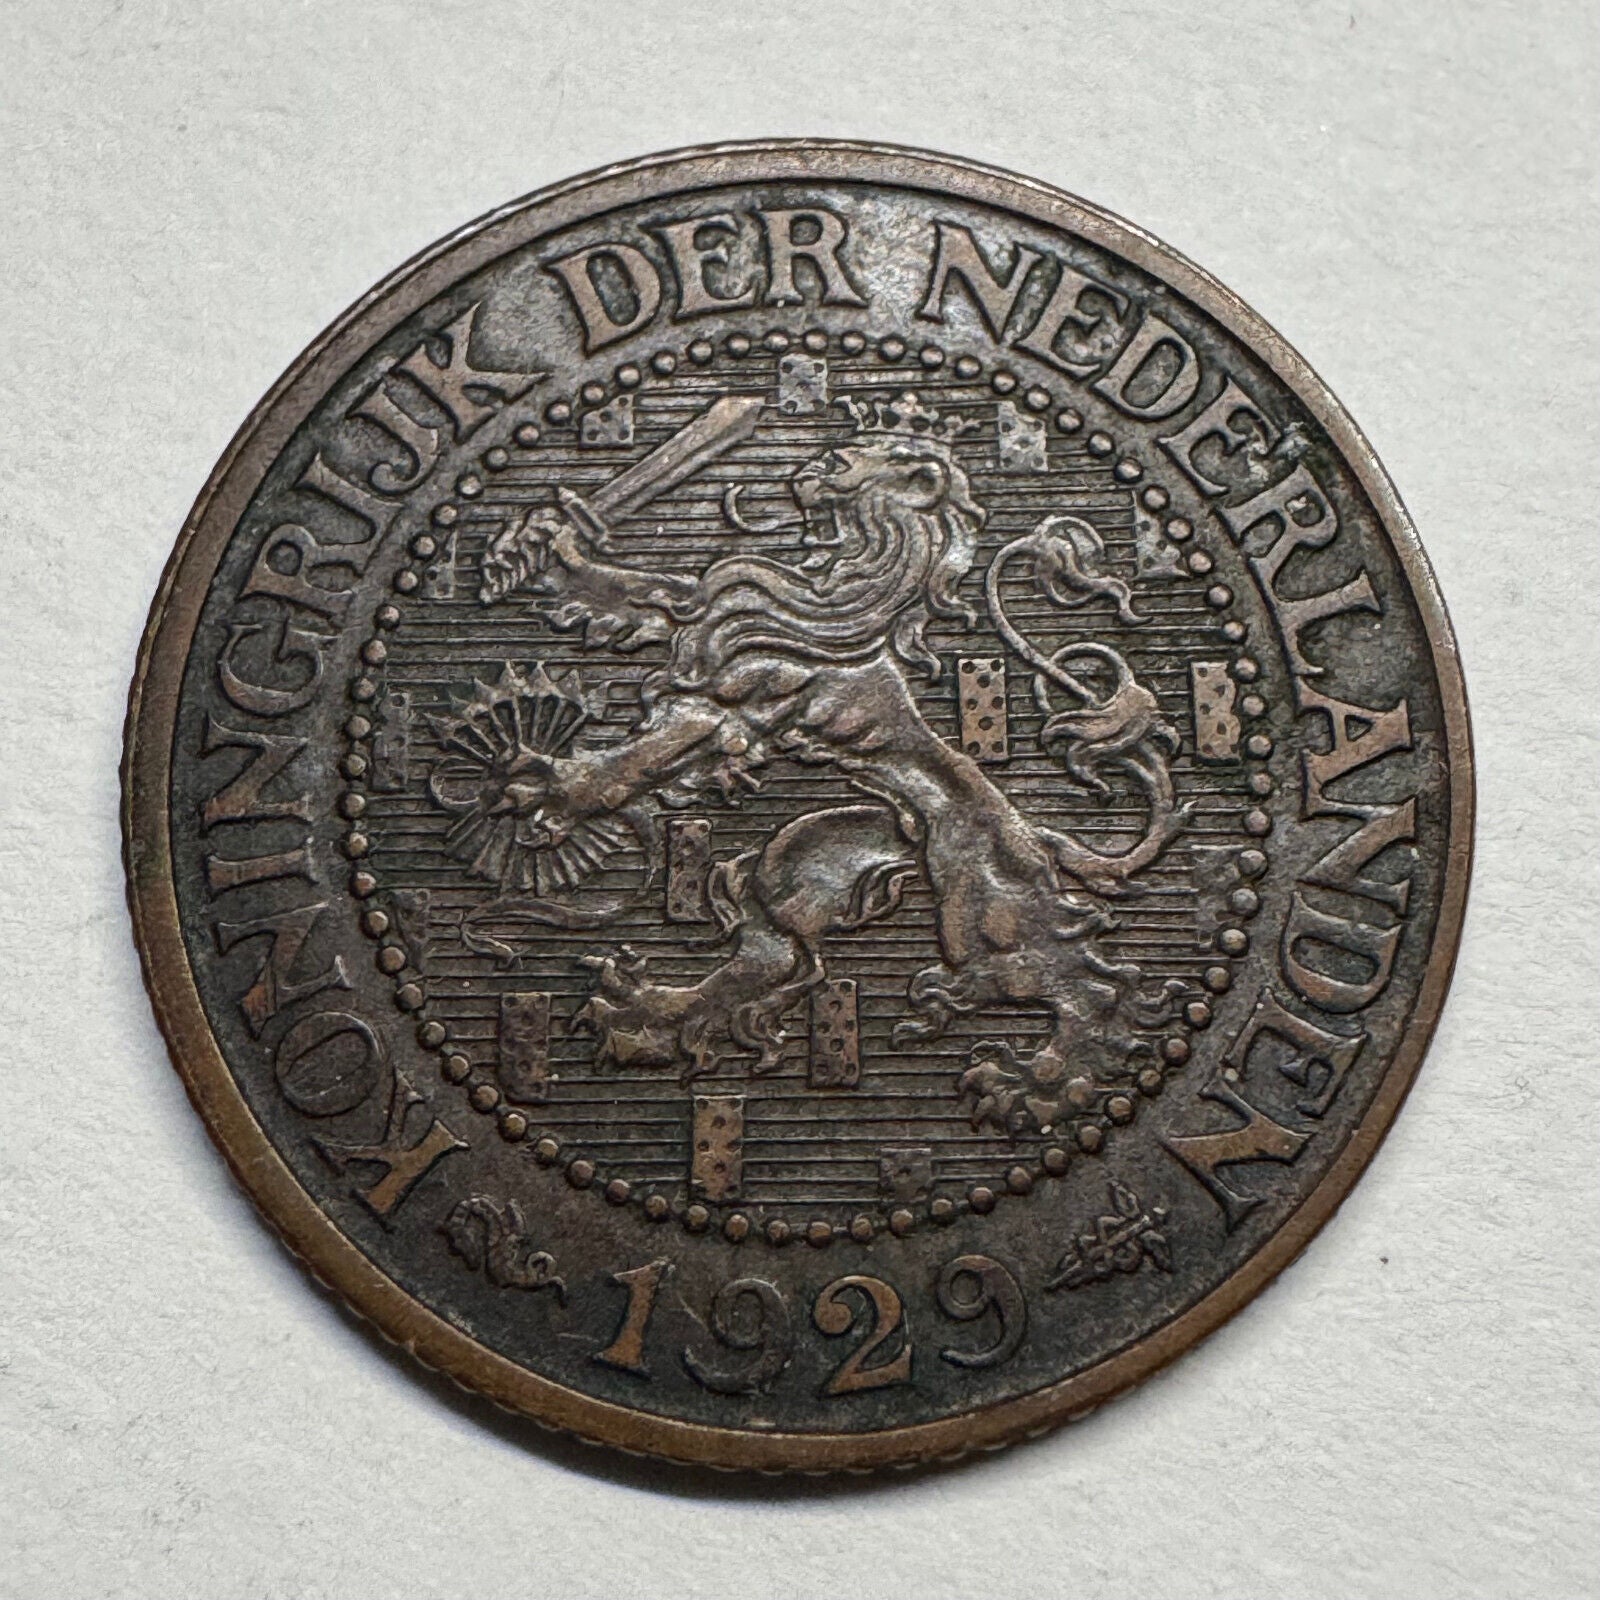 KONINGRIJK DER NEDERLANDEN
1929